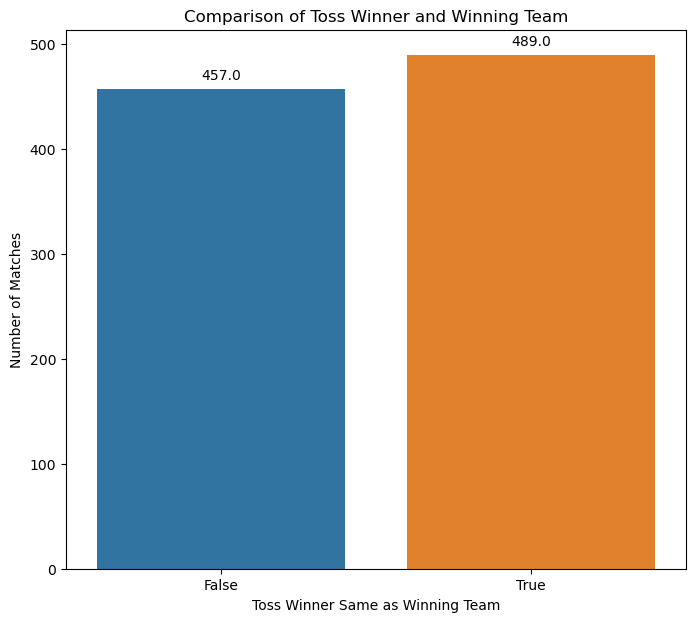 Comparison of Toss Winner and Winning Team
500
489.0
457.0
400
300
200
100
0
Number of Matches
False
True
Toss Winner Same as Winning Team